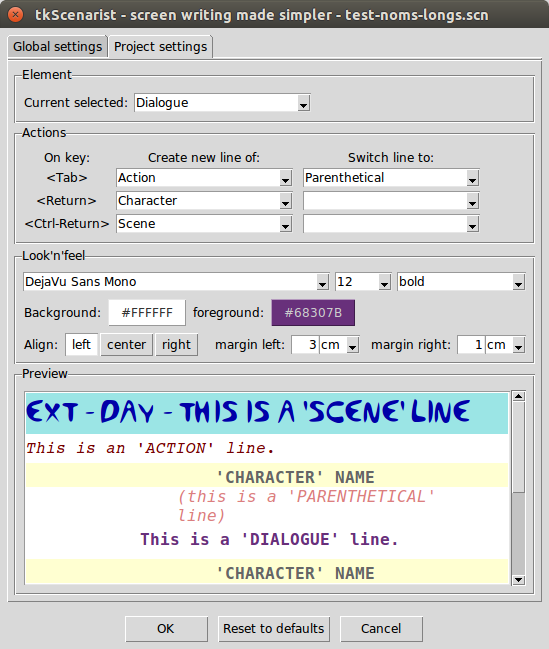 tkScenarist - screen writing made simpler - test-noms-longs.scn
Global settings Project settings
Element
Current selected: Dialogue
Actions
On key: Create new line of: Switch line to:
<Tab> Action Parenthetical
<Return> Character
<Ctrl-Return> Scene
Look'n'feel
DejaVu Sans Mono 12 bold
Background: #FFFFFF foreground: #68307B
Align: left center right margin left: 3 cm margin right: 1 cm
Preview
EXT - DAY - THIS IS A 'SCENE' LINE
This is an 'ACTION' line.
'CHARACTER' NAME
(this is a 'PARENTHETICAL'
line)
This is a 'DIALOGUE' line.
'CHARACTER' NAME
OK Reset to defaults Cancel